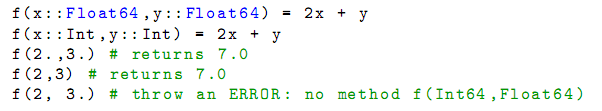 f(x::Float64,y::Float64) = 2x + y
f(x::Int,y::Int) = 2x + y
f(2.,3.) # returns 7.0
f(2,3) # returns 7.0
f(2, 3.) # throw an ERROR: no method f(Int64,Float64)